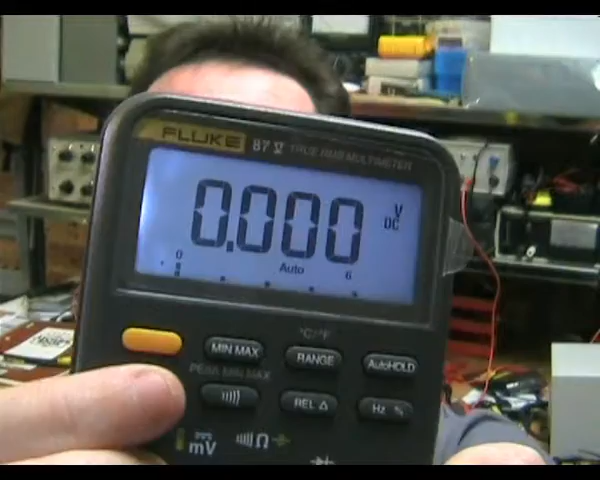 FLUKE 87 V TRUE RMS MULTIMETER
0.000 V DC
0 Auto 6
°C/°F
MIN MAX RANGE AutoHOLD
PEAK MIN MAX
REL △ Hz %
mV Ω